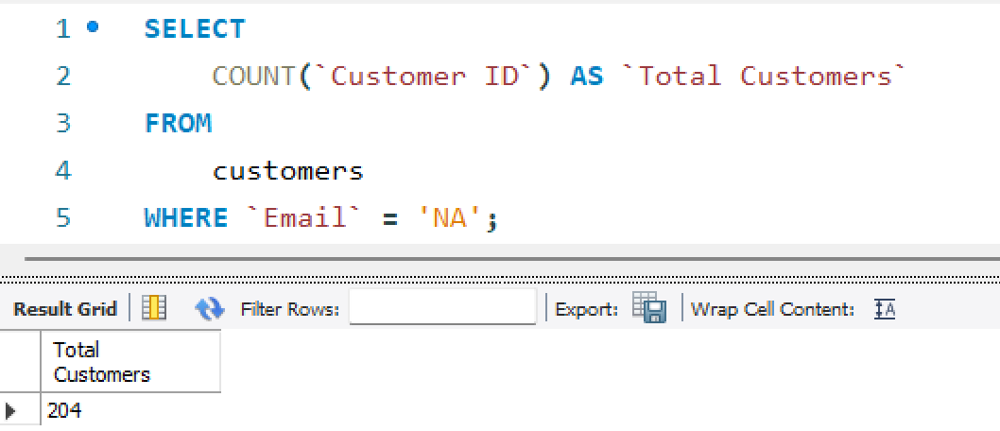 1 SELECT
2 COUNT(`Customer ID`) AS `Total Customers`
3 FROM
4 customers
5 WHERE `Email` = 'NA';
Result Grid Filter Rows: Export: Wrap Cell Content: IA
Total
Customers
204